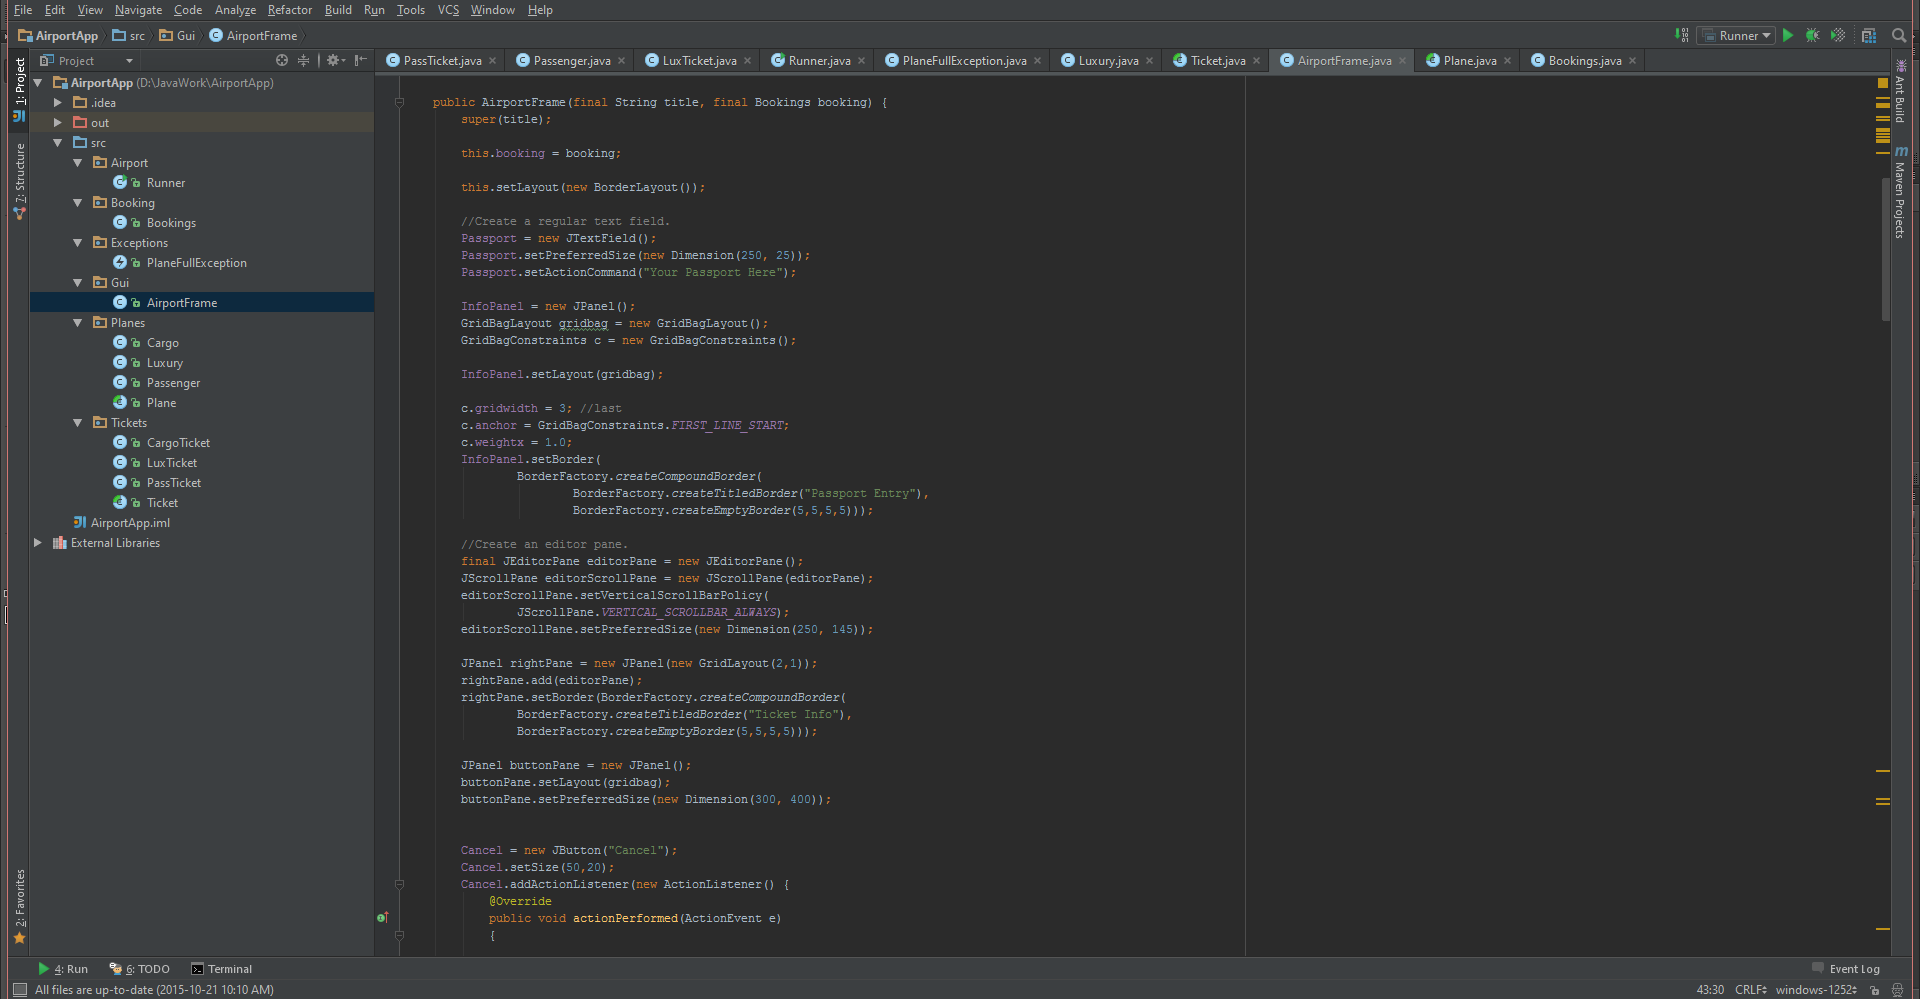 File Edit View Navigate Code Analyze Refactor Build Run Tools VCS Window Help
AirportApp src Gui AirportFrame Runner
Project
PassTicket.java Passenger.java LuxTicket.java Runner.java PlaneFullException.java Luxury.java Ticket.java AirportFrame.java Plane.java Bookings.java
1: Project
7: Structure
2: Favorites
AirportApp (D:\JavaWork\AirportApp)
.idea
out
src
Airport
Runner
Booking
Bookings
Exceptions
PlaneFullException
Gui
AirportFrame
Planes
Cargo
Luxury
Passenger
Plane
Tickets
CargoTicket
LuxTicket
PassTicket
Ticket
AirportApp.iml
External Libraries
public AirportFrame(final String title, final Bookings booking) {
super(title);
this.booking = booking;
this.setLayout(new BorderLayout());
//Create a regular text field.
Passport = new JTextField();
Passport.setPreferredSize(new Dimension(250, 25));
Passport.setActionCommand("Your Passport Here");
InfoPanel = new JPanel();
GridBagLayout gridbag = new GridBagLayout();
GridBagConstraints c = new GridBagConstraints();
InfoPanel.setLayout(gridbag);
c.gridwidth = 3; //last
c.anchor = GridBagConstraints.FIRST_LINE_START;
c.weightx = 1.0;
InfoPanel.setBorder(
BorderFactory.createCompoundBorder(
BorderFactory.createTitledBorder("Passport Entry"),
BorderFactory.createEmptyBorder(5,5,5,5)));
//Create an editor pane.
final JEditorPane editorPane = new JEditorPane();
JScrollPane editorScrollPane = new JScrollPane(editorPane);
editorScrollPane.setVerticalScrollBarPolicy(
JScrollPane.VERTICAL_SCROLLBAR_ALWAYS);
editorScrollPane.setPreferredSize(new Dimension(250, 145));
JPanel rightPane = new JPanel(new GridLayout(2,1));
rightPane.add(editorPane);
rightPane.setBorder(BorderFactory.createCompoundBorder(
BorderFactory.createTitledBorder("Ticket Info"),
BorderFactory.createEmptyBorder(5,5,5,5)));
JPanel buttonPane = new JPanel();
buttonPane.setLayout(gridbag);
buttonPane.setPreferredSize(new Dimension(300, 400));
Cancel = new JButton("Cancel");
Cancel.setSize(50,20);
Cancel.addActionListener(new ActionListener() {
@Override
public void actionPerformed(ActionEvent e)
{
Ant Build
Maven Projects
4: Run 6: TODO Terminal Event Log
All files are up-to-date (2015-10-21 10:10 AM) 43:30 CRLF windows-1252